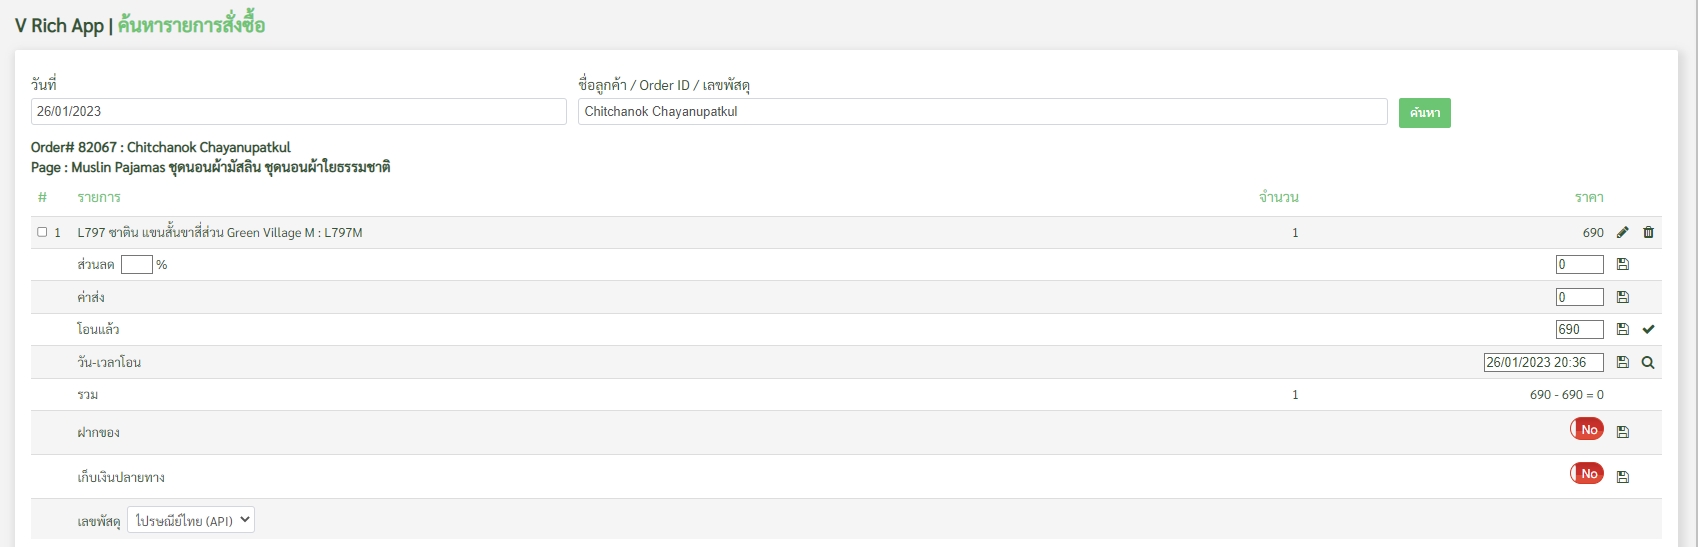 V Rich App | ค้นหารายการสั่งซื้อ
วันที่ ชื่อลูกค้า / Order ID / เลขพัสดุ
26/01/2023 Chitchanok Chayanupatkul ค้นหา
Order# 82067 : Chitchanok Chayanupatkul
Page : Muslin Pajamas ชุดนอนผ้ามัสลิน ชุดนอนผ้าใยธรรมชาติ
# รายการ จำนวน ราคา
1 L797 ซาติน แขนสั้นขาสี่ส่วน Green Village M : L797M 1 690
ส่วนลด % 0
ค่าส่ง 0
โอนแล้ว 690
วัน-เวลาโอน 26/01/2023 20:36
รวม 1 690 - 690 = 0
ฝากของ No
เก็บเงินปลายทาง No
เลขพัสดุ ไปรษณีย์ไทย (API)